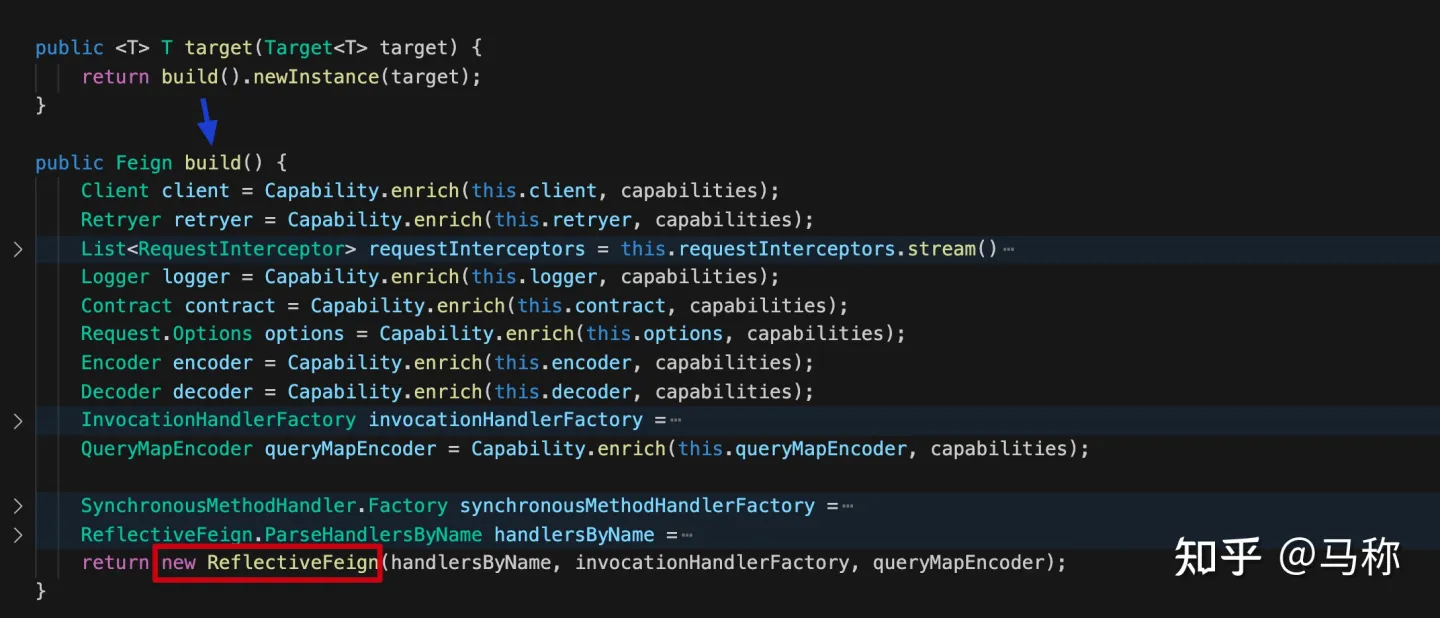 public <T> T target(Target<T> target) {
return build().newInstance(target);
}
public Feign build() {
Client client = Capability.enrich(this.client, capabilities);
Retryer retryer = Capability.enrich(this.retryer, capabilities);
List<RequestInterceptor> requestInterceptors = this.requestInterceptors.stream()⋯
Logger logger = Capability.enrich(this.logger, capabilities);
Contract contract = Capability.enrich(this.contract, capabilities);
Request.Options options = Capability.enrich(this.options, capabilities);
Encoder encoder = Capability.enrich(this.encoder, capabilities);
Decoder decoder = Capability.enrich(this.decoder, capabilities);
InvocationHandlerFactory invocationHandlerFactory =⋯
QueryMapEncoder queryMapEncoder = Capability.enrich(this.queryMapEncoder, capabilities);
SynchronousMethodHandler.Factory synchronousMethodHandlerFactory =⋯
ReflectiveFeign.ParseHandlersByName handlersByName =⋯
return new ReflectiveFeign(handlersByName, invocationHandlerFactory, queryMapEncoder);
}
知乎 @马称